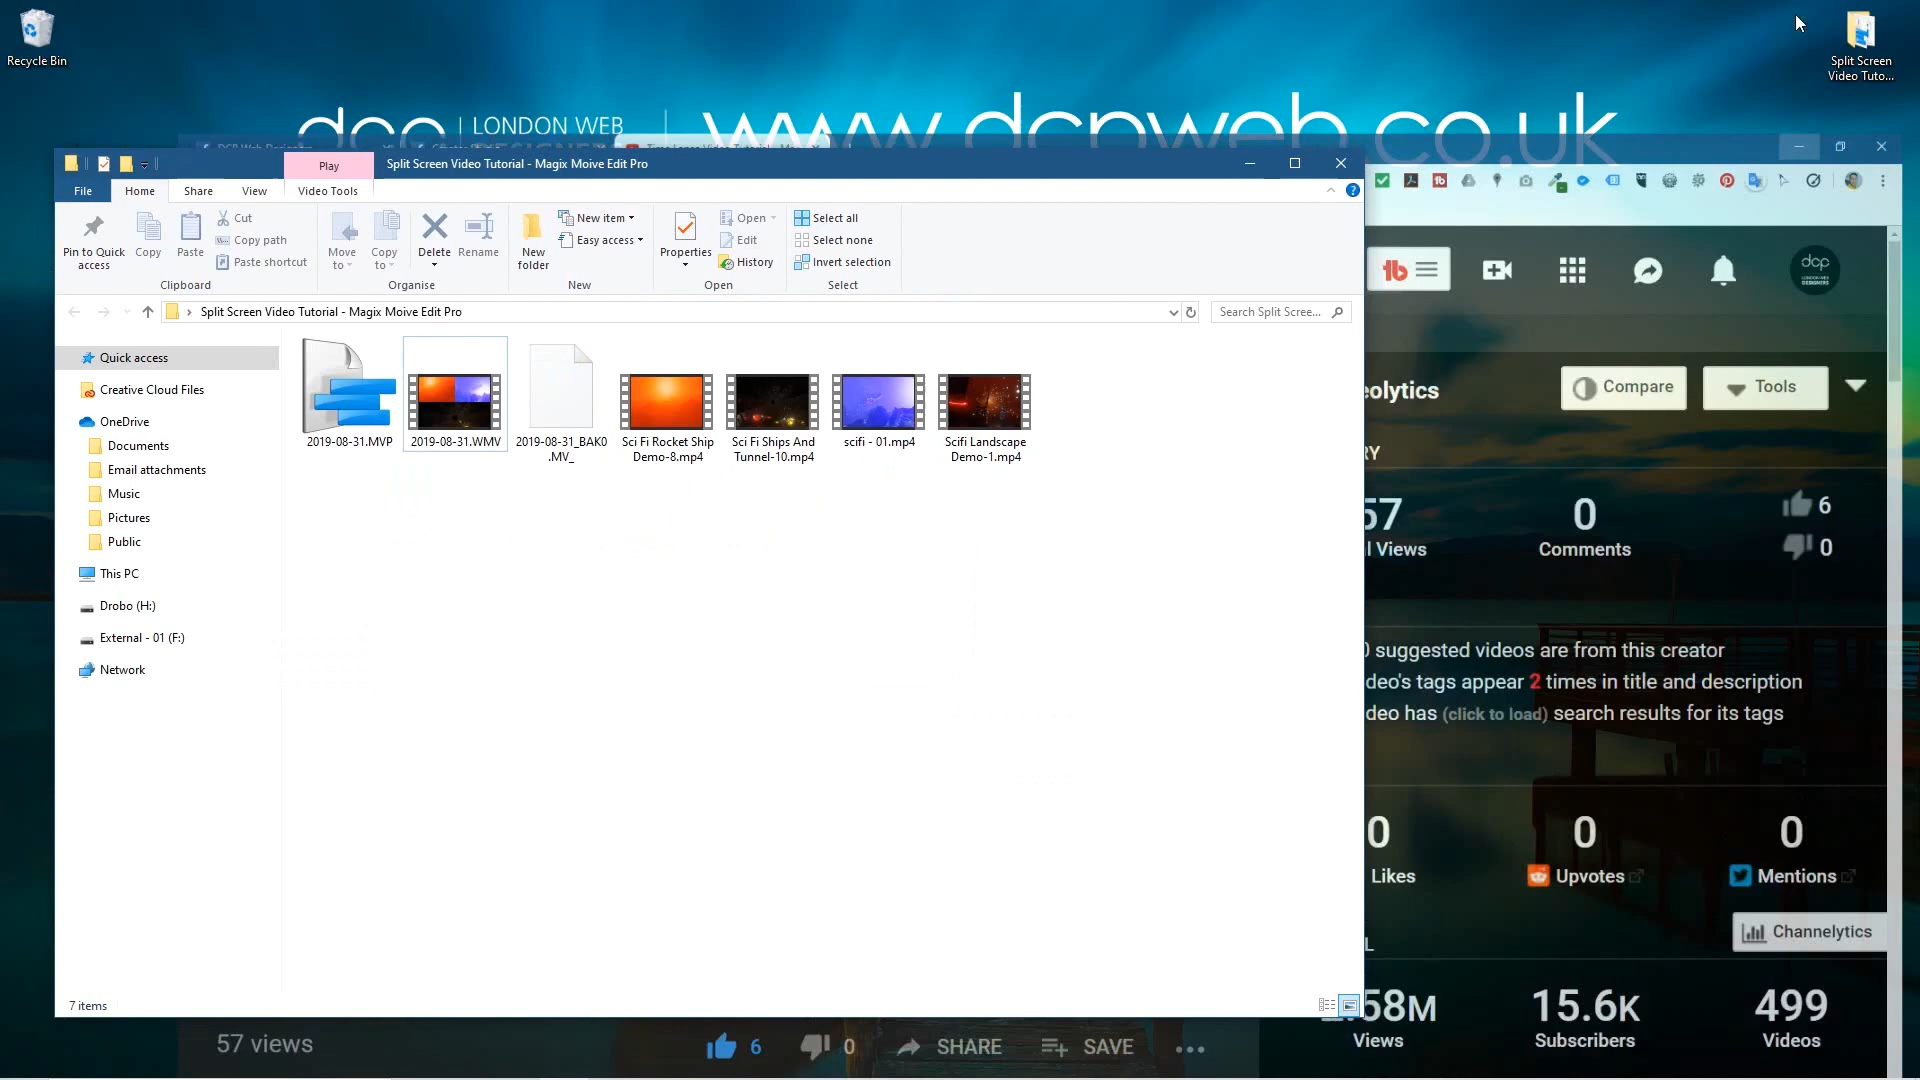 Recycle Bin
Split Screen
Video Tuto...
LONDON WEB
www.dcpweb.co.uk
Play
Split Screen Video Tutorial - Magix Moive Edit Pro
File
Home
Share
View
Video Tools
Pin to Quick
access
Copy
Paste
Cut
Copy path
Paste shortcut
Clipboard
Move
to
Copy
to
Delete
Rename
Organise
New
folder
New item
Easy access
New
Properties
Open
Edit
History
Open
Select all
Select none
Invert selection
Select
Split Screen Video Tutorial - Magix Moive Edit Pro
Search Split Scree...
Quick access
Creative Cloud Files
OneDrive
Documents
Email attachments
Music
Pictures
Public
This PC
Drobo (H:)
External - 01 (F:)
Network
2019-08-31.MVP
2019-08-31.WMV
2019-08-31_BAK0
.MV_
Sci Fi Rocket Ship
Demo-8.mp4
Sci Fi Ships And
Tunnel-10.mp4
scifi - 01.mp4
Scifi Landscape
Demo-1.mp4
7 items
dcp
LONDON WEB
DESIGNERS
eolytics
Compare
Tools
RY
57
l Views
0
Comments
6
0
suggested videos are from this creator
deo's tags appear 2 times in title and description
deo has (click to load) search results for its tags
0
Likes
0
Upvotes
0
Mentions
Channelytics
58M
Views
15.6K
Subscribers
499
Videos
57 views
6
0
SHARE
SAVE